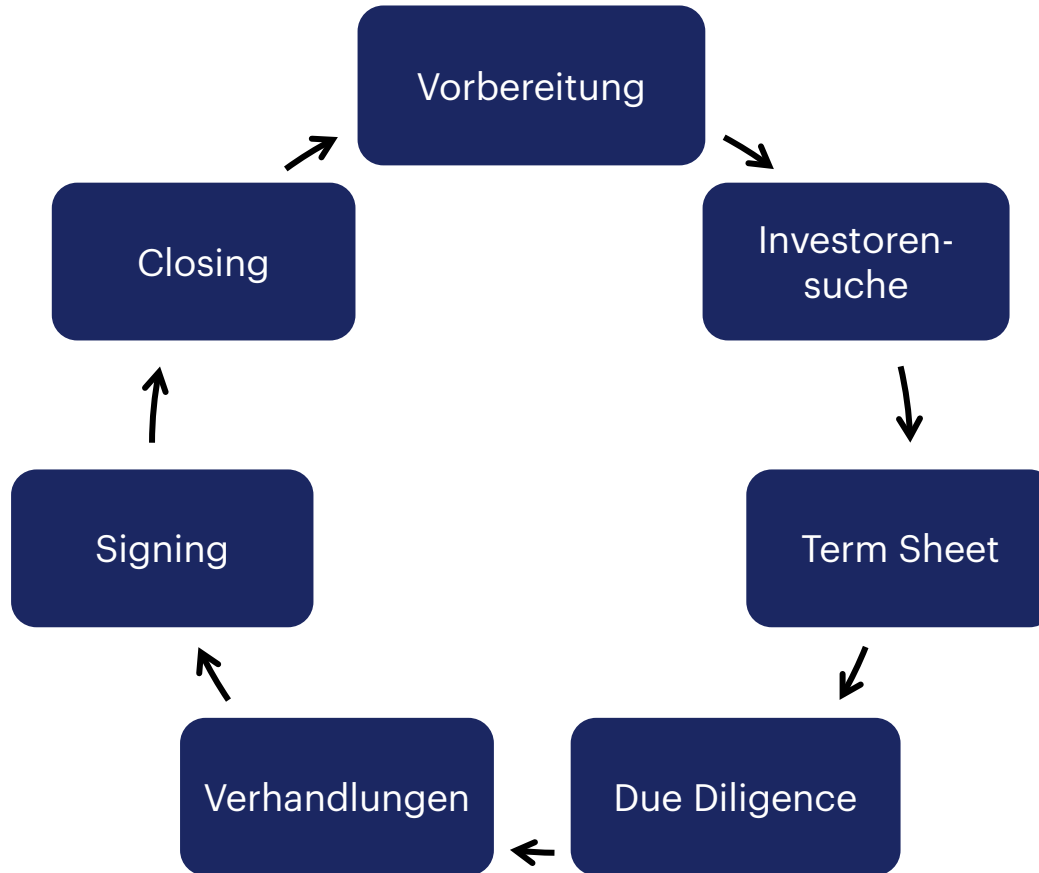 Vorbereitung
Investoren-
suche
Term Sheet
Due Diligence
Verhandlungen
Signing
Closing